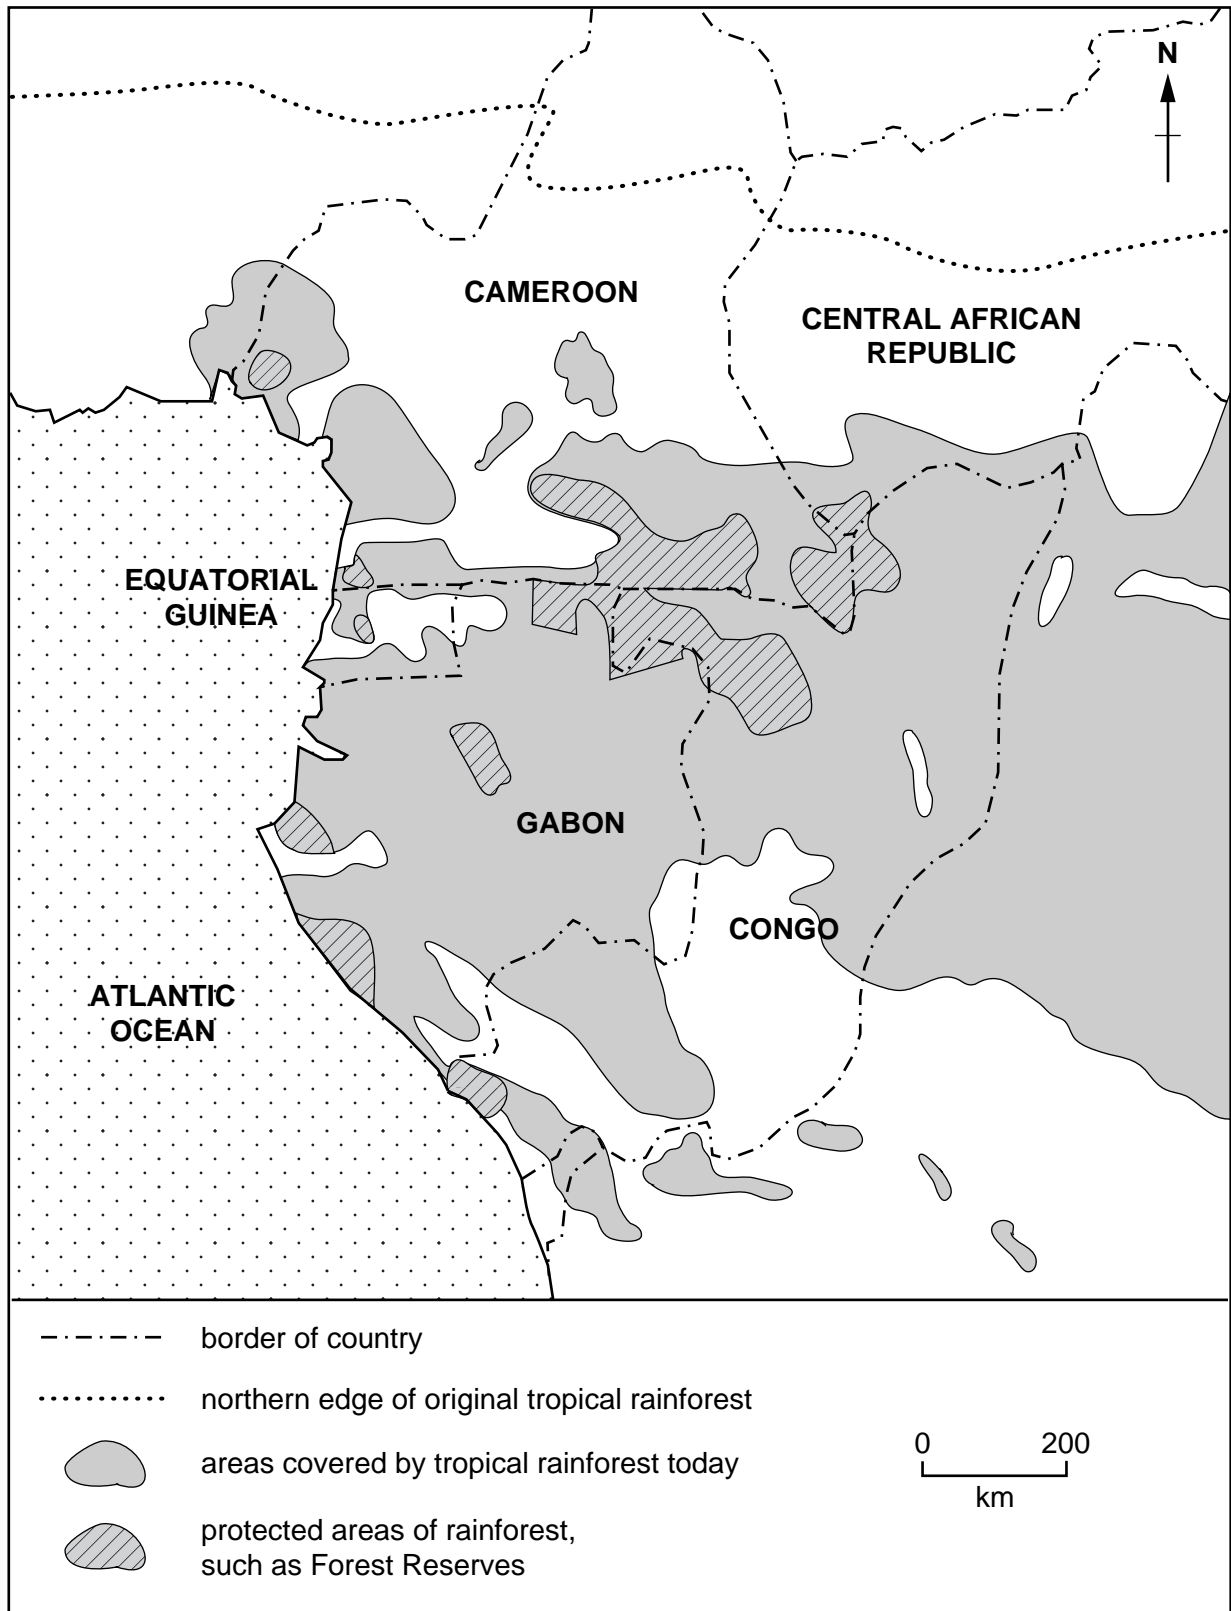 N
CAMEROON
CENTRAL AFRICAN
REPUBLIC
EQUATORIAL
GUINEA
GABON
CONGO
ATLANTIC
OCEAN
border of country
northern edge of original tropical rainforest
areas covered by tropical rainforest today
0 200
km
protected areas of rainforest,
such as Forest Reserves